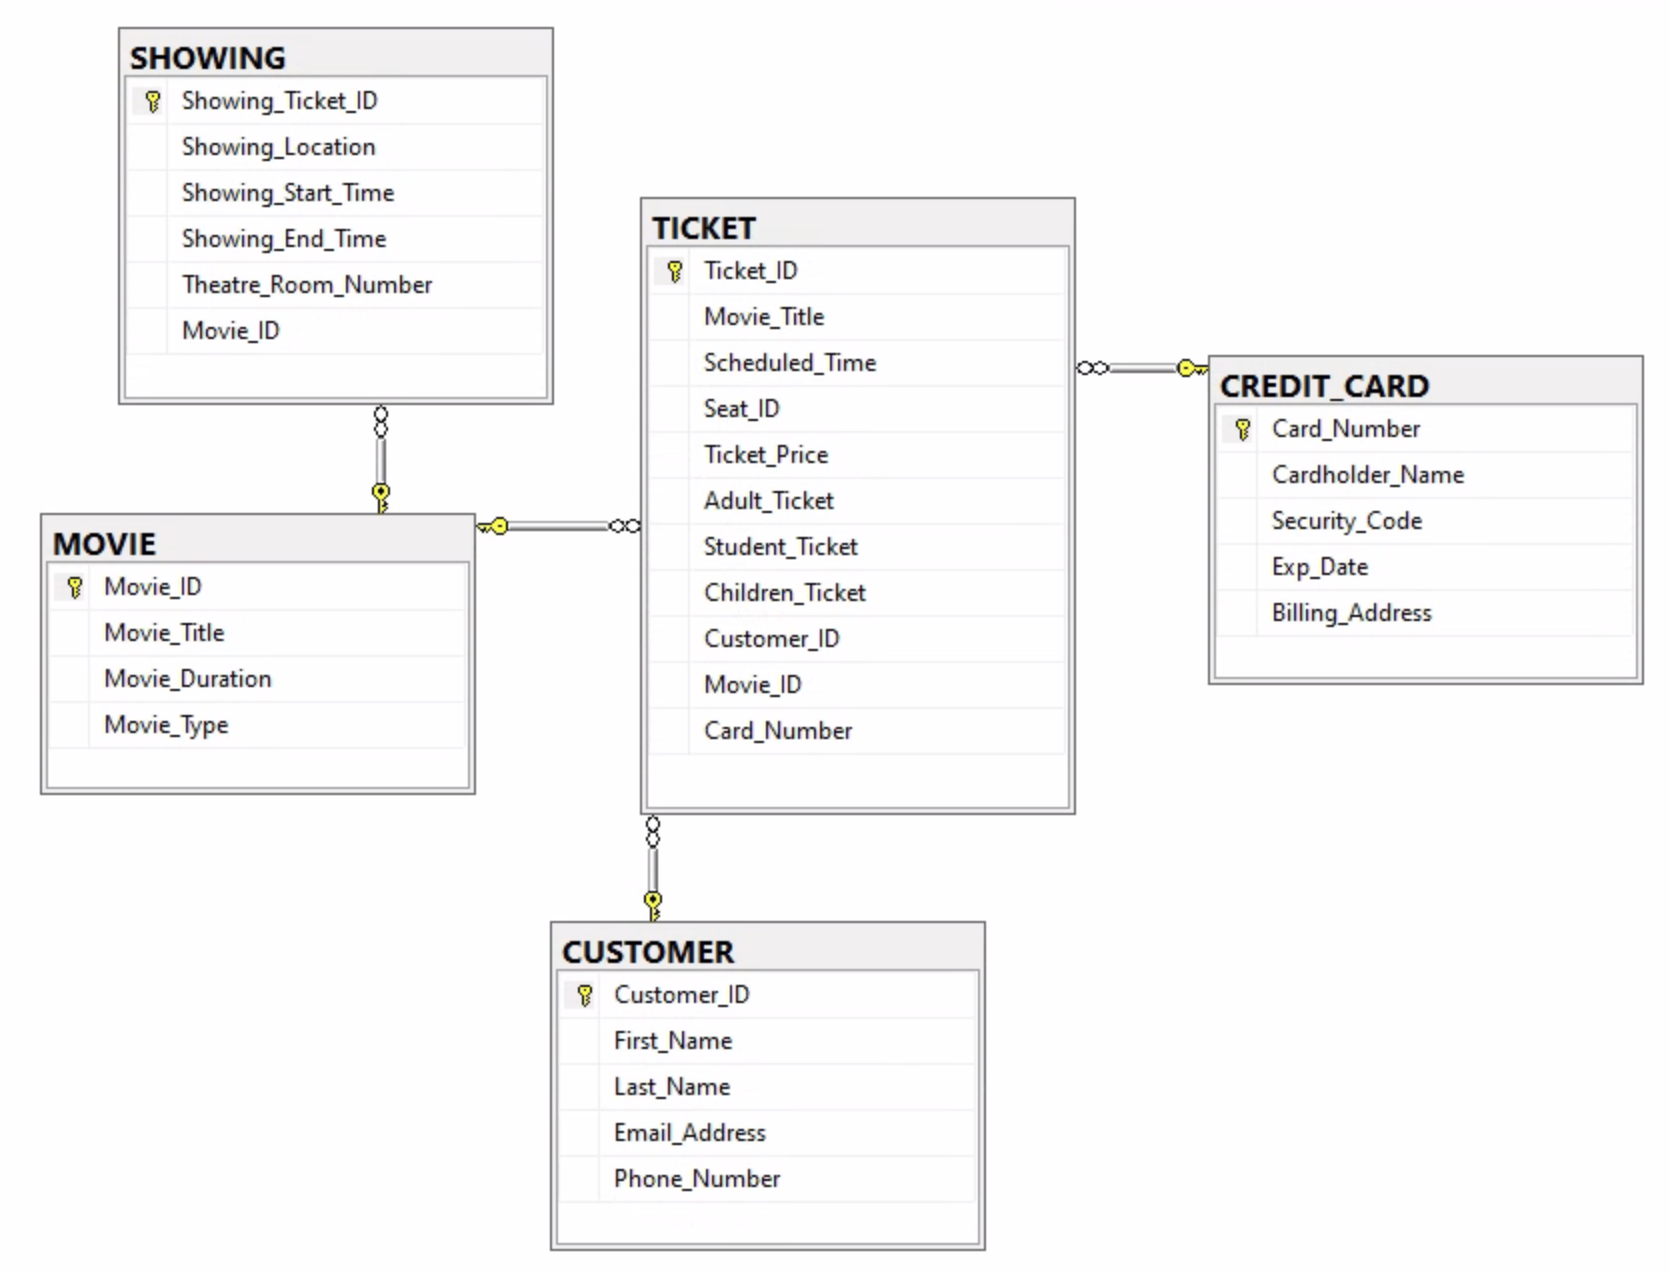 SHOWING
Showing_Ticket_ID
Showing_Location
Showing_Start_Time
Showing_End_Time
Theatre_Room_Number
Movie_ID
TICKET
Ticket_ID
Movie_Title
Scheduled_Time
Seat_ID
Ticket_Price
Adult_Ticket
Student_Ticket
Children_Ticket
Customer_ID
Movie_ID
Card_Number
CREDIT_CARD
Card_Number
Cardholder_Name
Security_Code
Exp_Date
Billing_Address
MOVIE
Movie_ID
Movie_Title
Movie_Duration
Movie_Type
CUSTOMER
Customer_ID
First_Name
Last_Name
Email_Address
Phone_Number